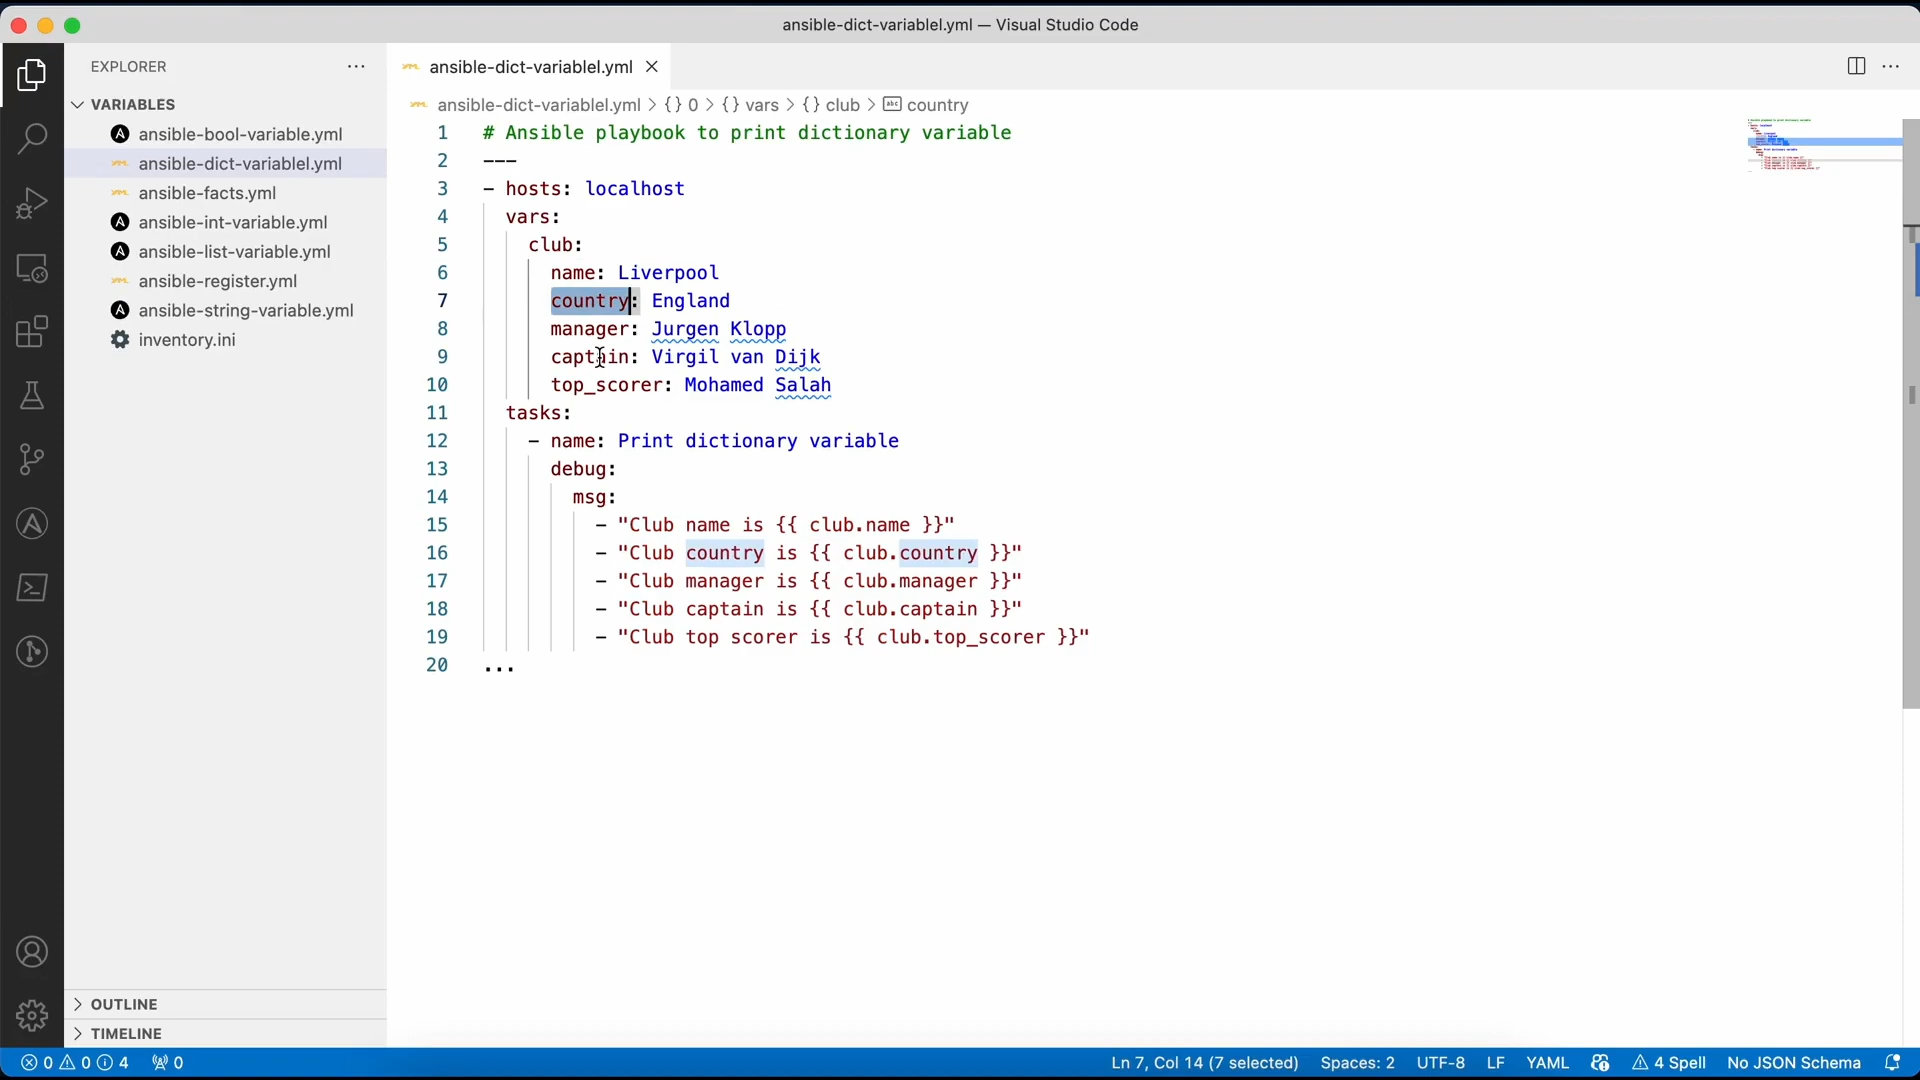 ansible-dict-variablel.yml — Visual Studio Code
EXPLORER
VARIABLES
ansible-bool-variable.yml
ansible-dict-variablel.yml
ansible-facts.yml
ansible-int-variable.yml
ansible-list-variable.yml
ansible-register.yml
ansible-string-variable.yml
inventory.ini
OUTLINE
TIMELINE
ansible-dict-variablel.yml
ansible-dict-variablel.yml > {} 0 > {} vars > {} club > abc country
1 # Ansible playbook to print dictionary variable
2 ---
3 - hosts: localhost
4 vars:
5 club:
6 name: Liverpool
7 country: England
8 manager: Jurgen Klopp
9 captain: Virgil van Dijk
10 top_scorer: Mohamed Salah
11 tasks:
12 - name: Print dictionary variable
13 debug:
14 msg:
15 - "Club name is {{ club.name }}"
16 - "Club country is {{ club.country }}"
17 - "Club manager is {{ club.manager }}"
18 - "Club captain is {{ club.captain }}"
19 - "Club top scorer is {{ club.top_scorer }}"
20 ...
0 0 4 0 Ln 7, Col 14 (7 selected) Spaces: 2 UTF-8 LF YAML 4 Spell No JSON Schema